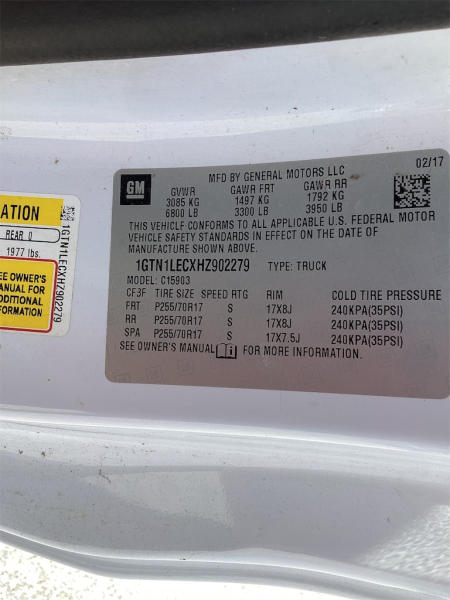 GM
MFD BY GENERAL MOTORS LLC
02/17
GVWR GAWR FRT GAWR RR
3085 KG 1497 KG 1792 KG
6800 LB 3300 LB 3950 LB
THIS VEHICLE CONFORMS TO ALL APPLICABLE U.S. FEDERAL MOTOR
VEHICLE SAFETY STANDARDS IN EFFECT ON THE DATE OF
MANUFACTURE SHOWN ABOVE.
1GTN1LECXHZ902279 TYPE: TRUCK
MODEL: C15903
CF3F TIRE SIZE SPEED RTG RIM COLD TIRE PRESSURE
FRT P255/70R17 S 17X8J 240KPA(35PSI)
RR P255/70R17 S 17X8J 240KPA(35PSI)
SPA P255/70R17 S 17X7.5J 240KPA(35PSI)
SEE OWNER'S MANUAL FOR MORE INFORMATION.
ATION
REAR 0
1977 lbs.
SEE OWNER'S
MANUAL FOR
ADDITIONAL
FORMATION
1GTN1LECXHZ902279